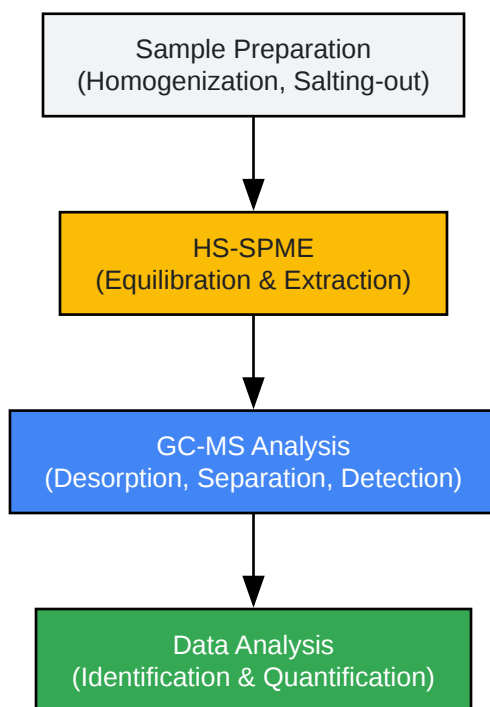 Sample Preparation
(Homogenization, Salting-out)
HS-SPME
(Equilibration & Extraction)
GC-MS Analysis
(Desorption, Separation, Detection)
Data Analysis
(Identification & Quantification)